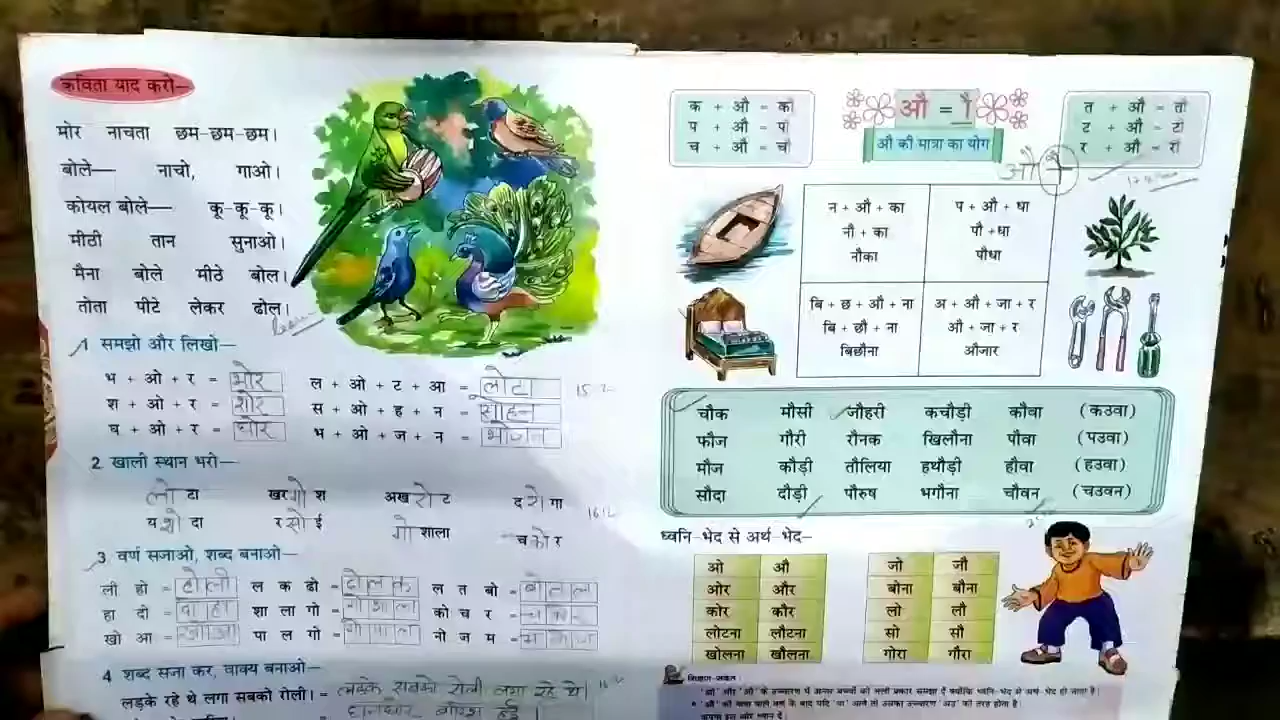 कविता याद करो—
मोर नाचता छम-छम-छम।
बोले— नाचो, गाओ।
कोयल बोले— कू-कू-कू।
मीठी तान सुनाओ।
मैना बोले मीठे बोल।
तोता पीटे लेकर ढोल।
learn
1 समझो और लिखो—
भ + ओ + र = भोर
ल + ओ + ट + आ = लोटा
श + ओ + र = शोर
स + ओ + ह + न = सोहन
घ + ओ + र = घोर
भ + ओ + ज + न = भोजन
2. खाली स्थान भरो—
लो टा खरगो श अखरो ट दरो गा
यशो दा रसो ई गो शाला चको र
3. वर्ण सजाओ, शब्द बनाओ—
ली हो = होली ल क ढो = ढोलक ल त बो =
हा दी = दोहा शा ला गो = गोशाला को च र =
खो आ = पा ल गो = गोपाल नो ज म =
4 शब्द सजा कर, वाक्य बनाओ—
लड़के रहे थे लगा सबको रोली। = लड़के सबको रोली लगा रहे थे।
क + औ = कौ
प + औ = पौ
च + औ = चौ
औ = ौ
औ की मात्रा का योग
त + औ = तौ
ट + औ = टौ
र + औ = रौ
न + औ + का
नौ + का
नौका
प + औ + धा
पौ + धा
पौधा
बि + छ + औ + ना
बि + छौ + ना
बिछौना
अ + औ + जा + र
औ + जा + र
औजार
चौक मौसी जौहरी कचौड़ी कौवा (कउवा)
फौज गौरी रौनक खिलौना पौवा (पउवा)
मौज कौड़ी तौलिया हथौड़ी हौवा (हउवा)
सौदा दौड़ी पौरुष भगौना चौवन (चउवन)
ध्वनि-भेद से अर्थ-भेद—
ओ औ जो जौ
ओर और बोना बौना
कोर कौर लो लौ
लोटना लौटना सो सौ
खोलना खौलना गोरा गौरा